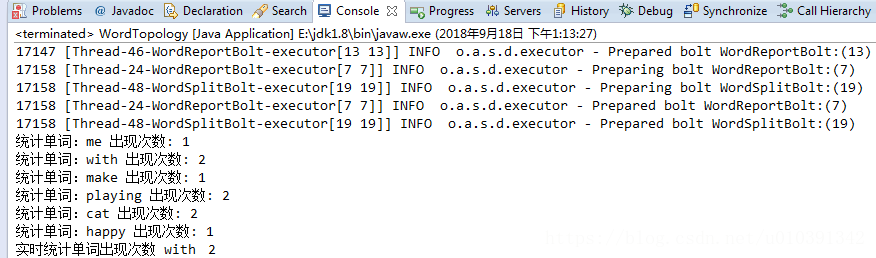 Problems @ Javadoc Declaration Search Console Progress Servers History Debug Synchronize Call Hierarchy
<terminated> WordTopology [Java Application] E:\jdk1.8\bin\javaw.exe (2018年9月18日 下午1:13:27)
17147 [Thread-46-WordReportBolt-executor[13 13]] INFO  o.a.s.d.executor - Prepared bolt WordReportBolt:(13)
17158 [Thread-24-WordReportBolt-executor[7 7]] INFO  o.a.s.d.executor - Preparing bolt WordReportBolt:(7)
17158 [Thread-48-WordSplitBolt-executor[19 19]] INFO  o.a.s.d.executor - Preparing bolt WordSplitBolt:(19)
17158 [Thread-24-WordReportBolt-executor[7 7]] INFO  o.a.s.d.executor - Prepared bolt WordReportBolt:(7)
17158 [Thread-48-WordSplitBolt-executor[19 19]] INFO  o.a.s.d.executor - Prepared bolt WordSplitBolt:(19)
统计单词：me 出现次数: 1
统计单词：with 出现次数: 2
统计单词：make 出现次数: 1
统计单词：playing 出现次数: 2
统计单词：cat 出现次数: 2
统计单词：happy 出现次数: 1
实时统计单词出现次数 with  2